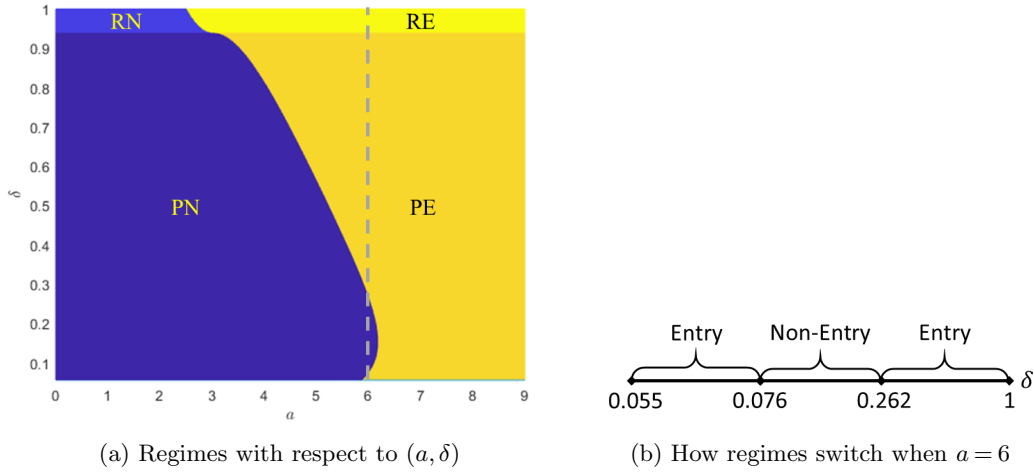 1
0.9
0.8
0.7
0.6
0.5
0.4
0.3
0.2
0.1
δ
RN
RE
PN
PE
0 1 2 3 4 5 6 7 8 9
a
(a) Regimes with respect to (a, δ)
Entry Non-Entry Entry
δ
0.055 0.076 0.262 1
(b) How regimes switch when a = 6